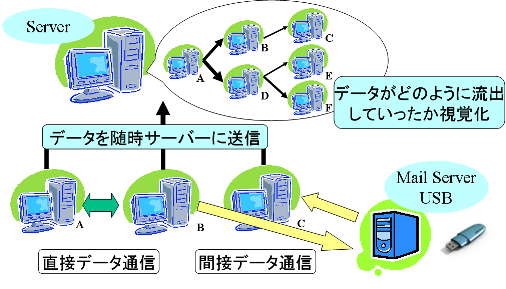 Server
A
B
C
D
E
F
データがどのように流出
していったか視覚化
データを随時サーバーに送信
Mail Server
USB
A
B
C
直接データ通信
間接データ通信